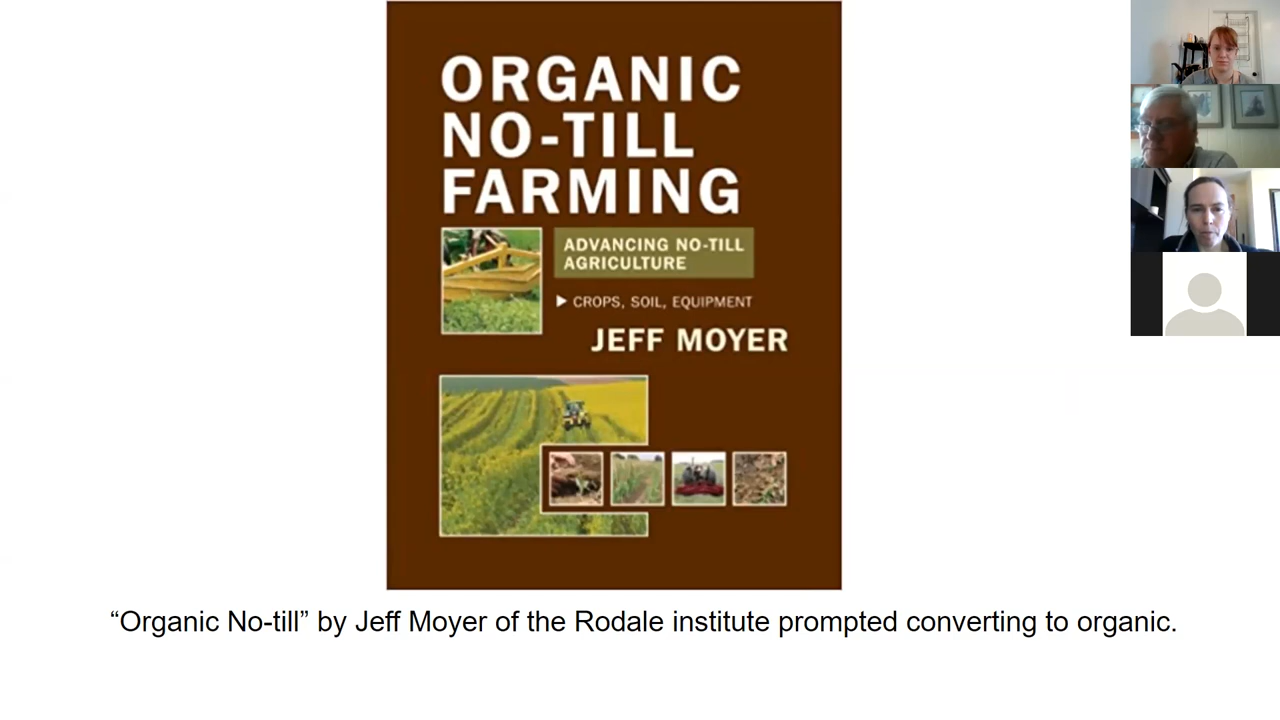 ORGANIC
NO-TILL
FARMING
ADVANCING NO-TILL
AGRICULTURE
▶ CROPS, SOIL, EQUIPMENT
JEFF MOYER
“Organic No-till” by Jeff Moyer of the Rodale institute prompted converting to organic.